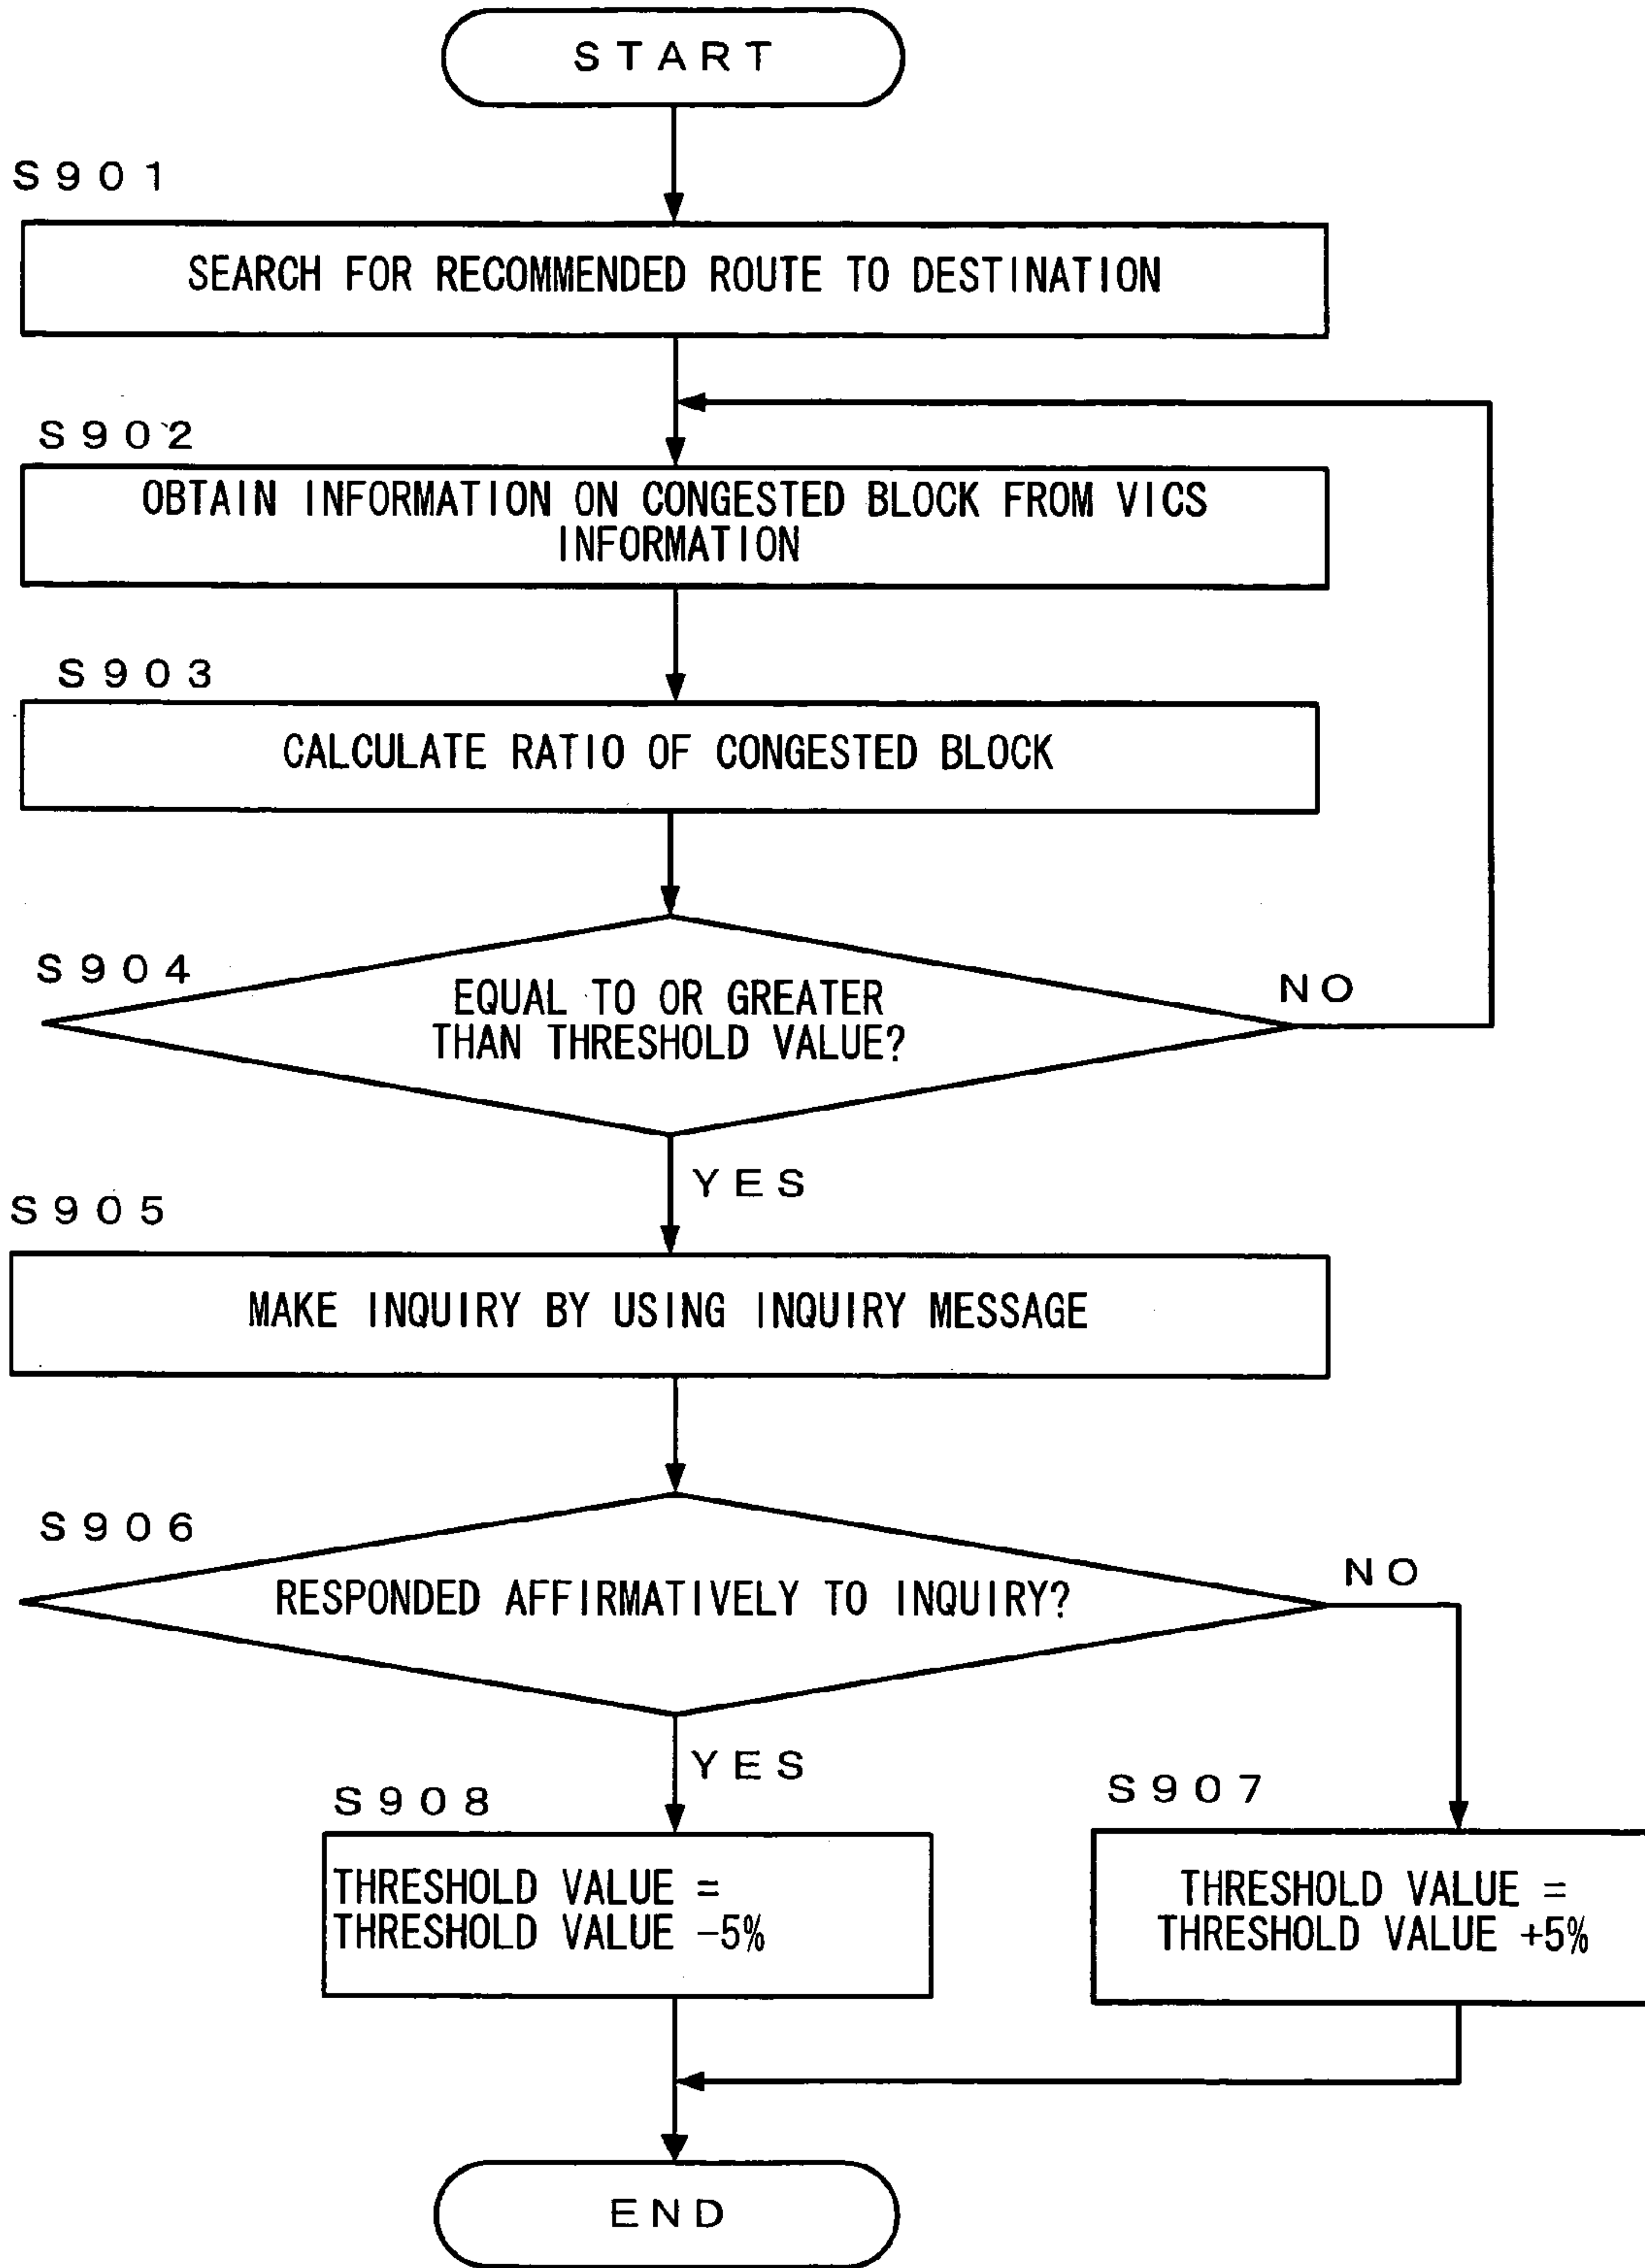 START
S901
SEARCH FOR RECOMMENDED ROUTE TO DESTINATION
S902
OBTAIN INFORMATION ON CONGESTED BLOCK FROM VICS
INFORMATION
S903
CALCULATE RATIO OF CONGESTED BLOCK
S904
EQUAL TO OR GREATER
THAN THRESHOLD VALUE?
NO
YES
S905
MAKE INQUIRY BY USING INQUIRY MESSAGE
S906
RESPONDED AFFIRMATIVELY TO INQUIRY?
NO
YES
S908
THRESHOLD VALUE =
THRESHOLD VALUE -5%
S907
THRESHOLD VALUE =
THRESHOLD VALUE +5%
END